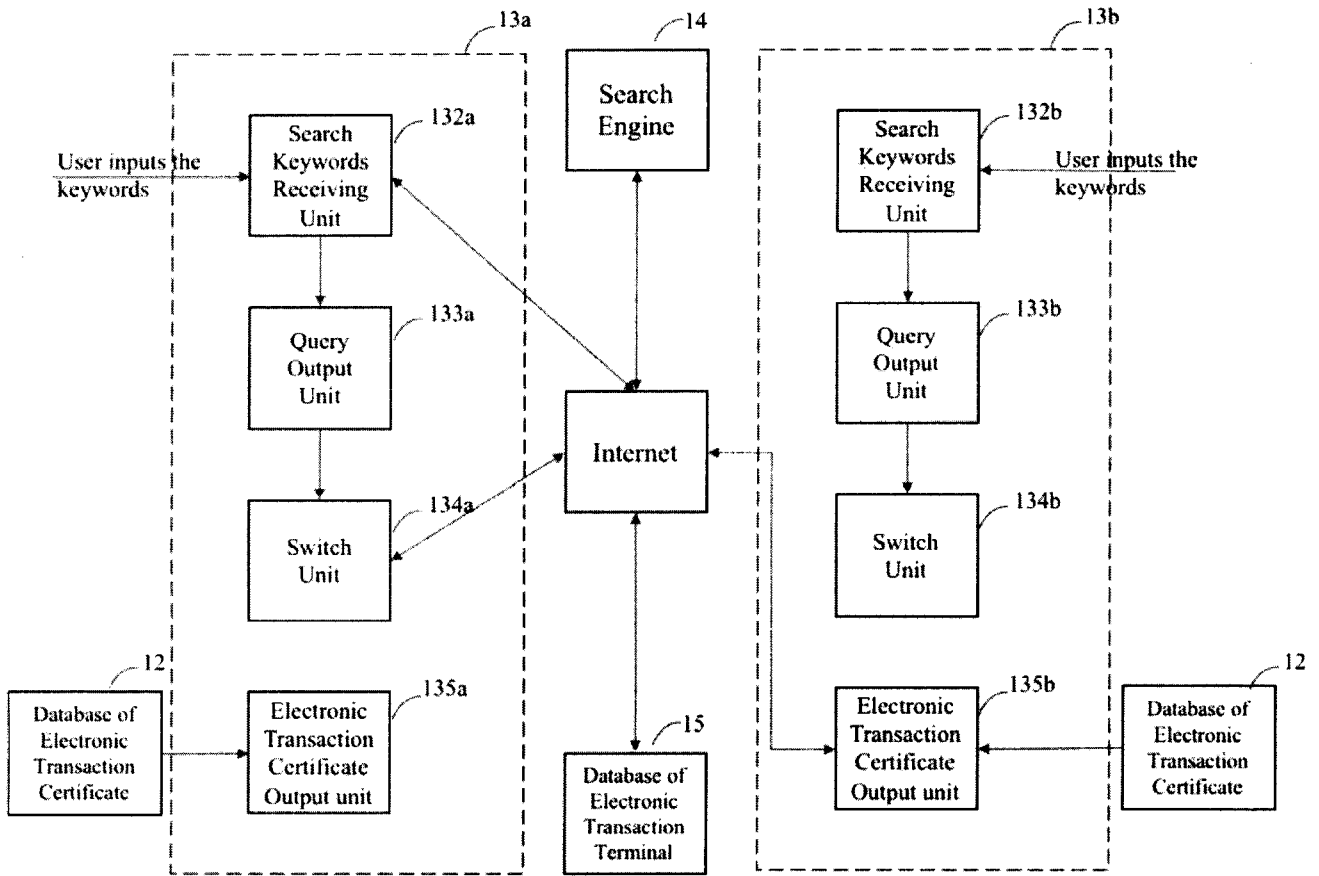 13a
14
13b
132a
Search
Keywords
Receiving
Unit
User inputs the
keywords
Search
Engine
132b
Search
Keywords
Receiving
Unit
User inputs the
keywords
133a
Query
Output
Unit
133b
Query
Output
Unit
Internet
134a
Switch
Unit
134b
Switch
Unit
12
Database of
Electronic
Transaction
Certificate
135a
Electronic
Transaction
Certificate
Output unit
15
Database of
Electronic
Transaction
Terminal
135b
Electronic
Transaction
Certificate
Output unit
12
Database of
Electronic
Transaction
Certificate